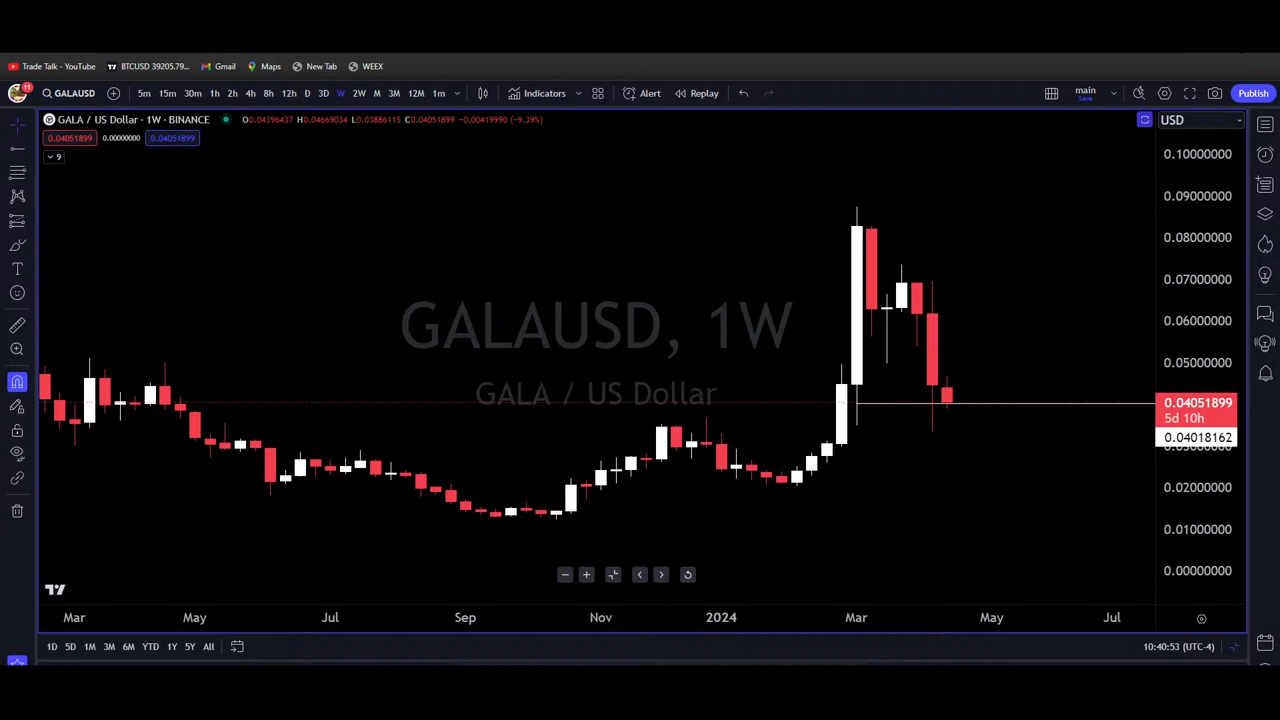 Trade Talk - YouTube BTCUSD 39205.79... Gmail Maps New Tab WEEX
11
GALAUSD 5m 15m 30m 1h 2h 4h 8h 12h D 3D W 2W M 3M 12M 1m Indicators Alert Replay main Save Publish
GALA / US Dollar · 1W · BINANCE O0.04396437 H0.04669034 L0.03886115 C0.04051899 −0.00419990 (−9.39%) USD
0.04051899 0.00000000 0.04051899
9
0.10000000
0.09000000
0.08000000
0.07000000
0.06000000
0.05000000
GALAUSD, 1W
GALA / US Dollar
0.04051899
5d 10h
0.04018162
0.02000000
0.01000000
0.00000000
Mar May Jul Sep Nov 2024 Mar May Jul
1D 5D 1M 3M 6M YTD 1Y 5Y All 10:40:53 (UTC-4)